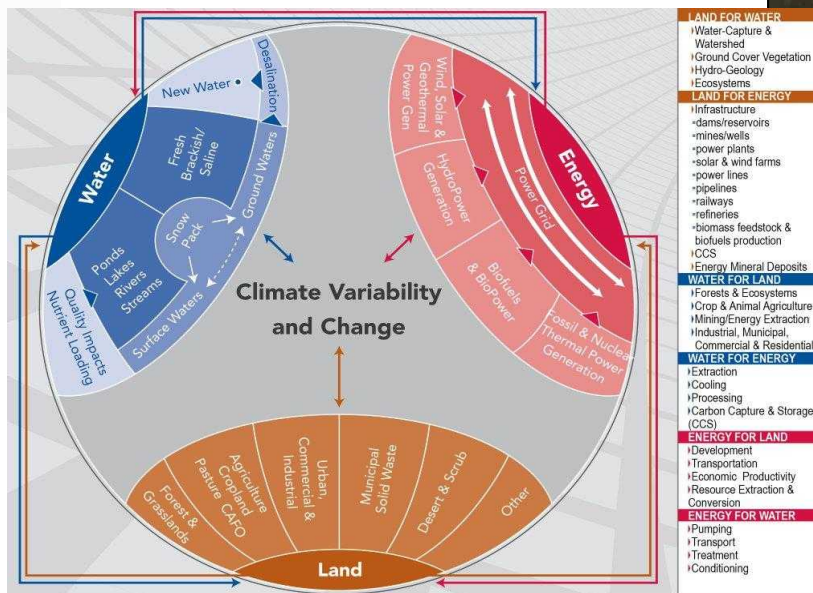 New Water
Desalination
Water
Fresh
Brackish/
Saline
Ground Waters
Snow
Pack
Ponds
Lakes
Rivers
Streams
Surface Waters
Quality Impacts
Nutrient Loading
Wind, Solar &
Geothermal
Power Gen
HydroPower
Generation
Biofuels
& BioPower
Fossil & Nuclear
Thermal Power
Generation
Power Grid
Energy
Climate Variability
and Change
Forest &
Grasslands
Agriculture
Cropland
Pasture CAFO
Urban,
Commercial &
Industrial
Municipal
Solid Waste
Desert & Scrub
Other
Land
LAND FOR WATER
Water-Capture &
Watershed
Ground Cover Vegetation
Hydro-Geology
Ecosystems
LAND FOR ENERGY
Infrastructure
•dams/reservoirs
•mines/wells
•power plants
•solar & wind farms
•power lines
•pipelines
•railways
•refineries
•biomass feedstock &
biofuels production
CCS
Energy Mineral Deposits
WATER FOR LAND
Forests & Ecosystems
Crop & Animal Agriculture
Mining/Energy Extraction
Industrial, Municipal,
Commercial & Residential
WATER FOR ENERGY
Extraction
Cooling
Processing
Carbon Capture & Storage
(CCS)
ENERGY FOR LAND
Development
Transportation
Economic Productivity
Resource Extraction &
Conversion
ENERGY FOR WATER
Pumping
Transport
Treatment
Conditioning